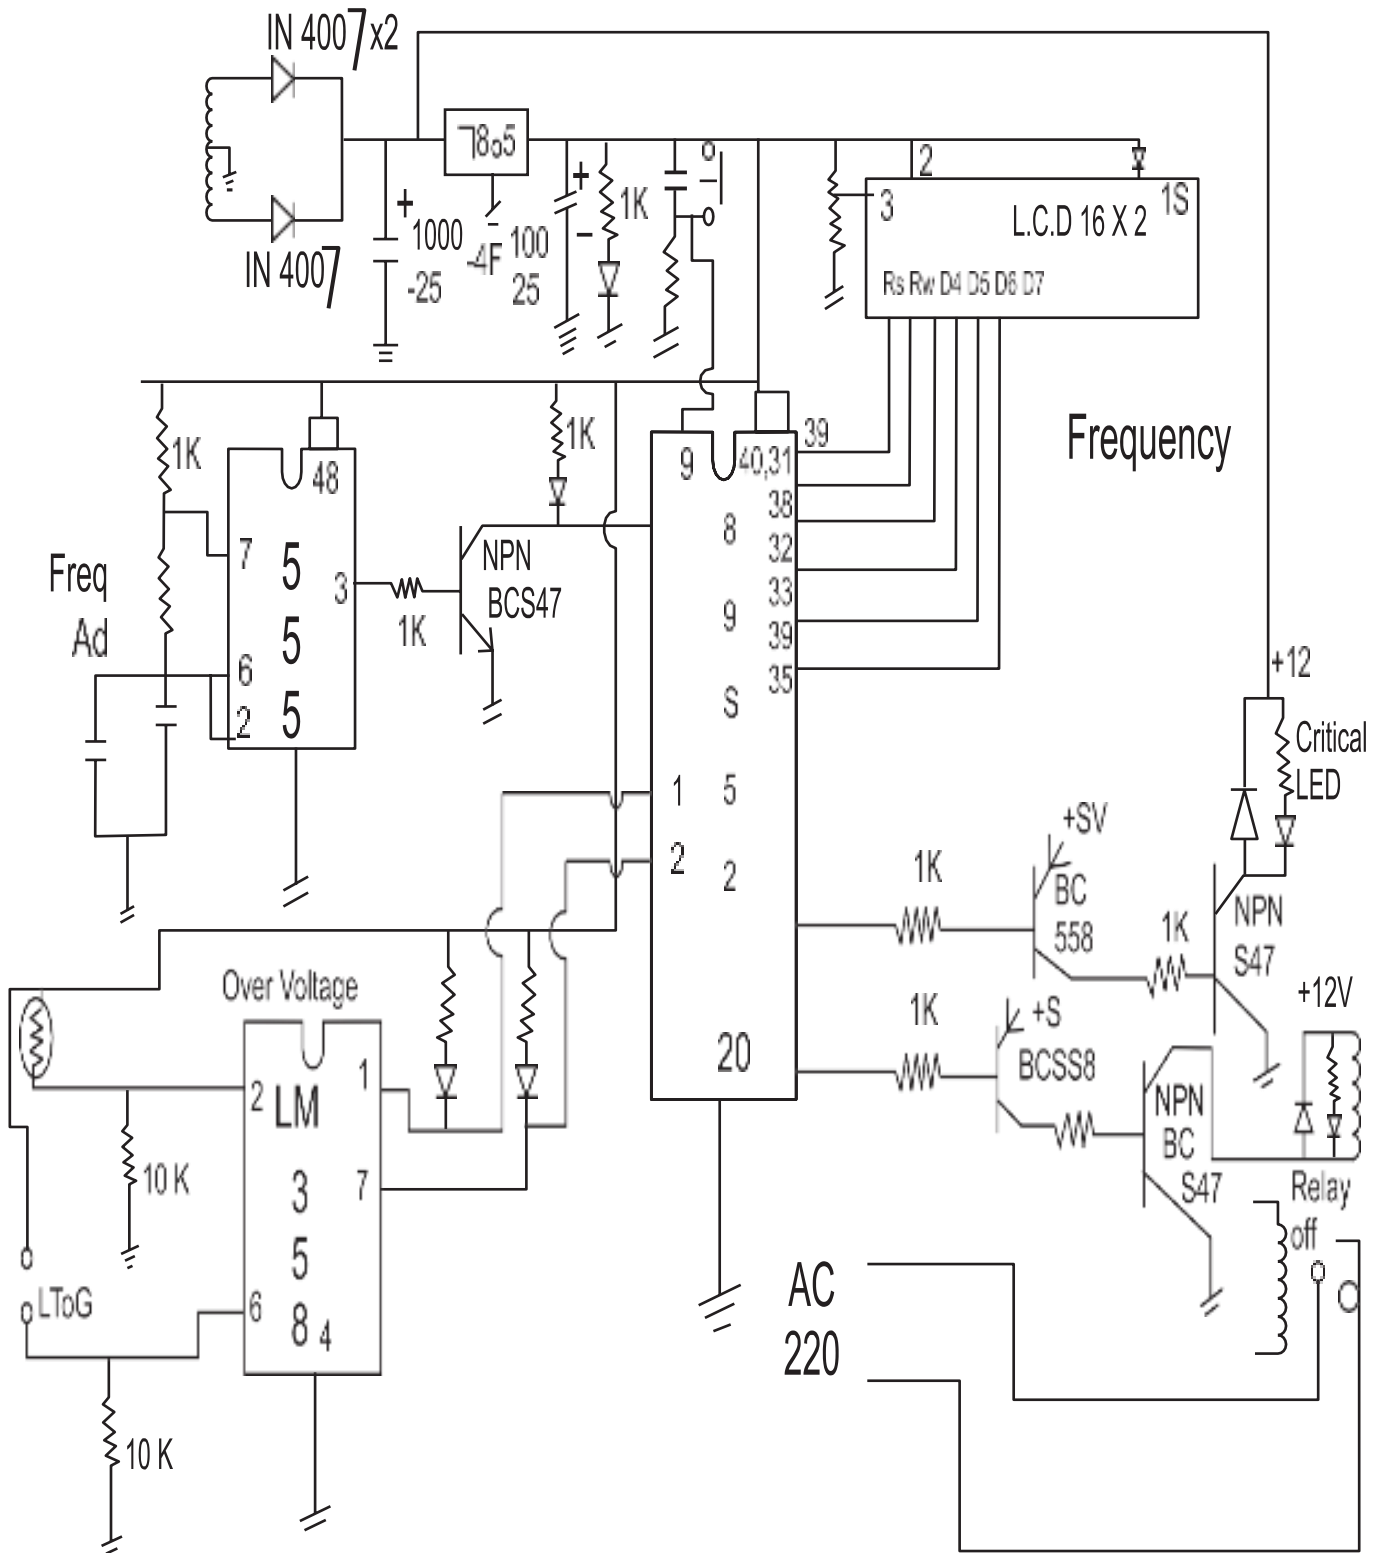 IN 4007x2
7805
IN 4007
+
1000
-25
-4F
100
25
+
-
1K
2
3
1S
L.C.D 16 X 2
Rs Rw D4 D5 D6 D7
Frequency
1K
48
7
5
5
5
3
6
2
Freq
Ad
1K
NPN
BCS47
1K
9
40,31
39
38
32
33
39
35
8
9
S
5
2
1
2
20
+12
Critical
LED
+SV
BC
558
1K
1K
NPN
S47
1K
+S
BCSS8
NPN
BC
S47
+12V
Relay
off
Over Voltage
2
LM
1
3
5
8
4
7
6
10 K
LToG
10 K
AC
220